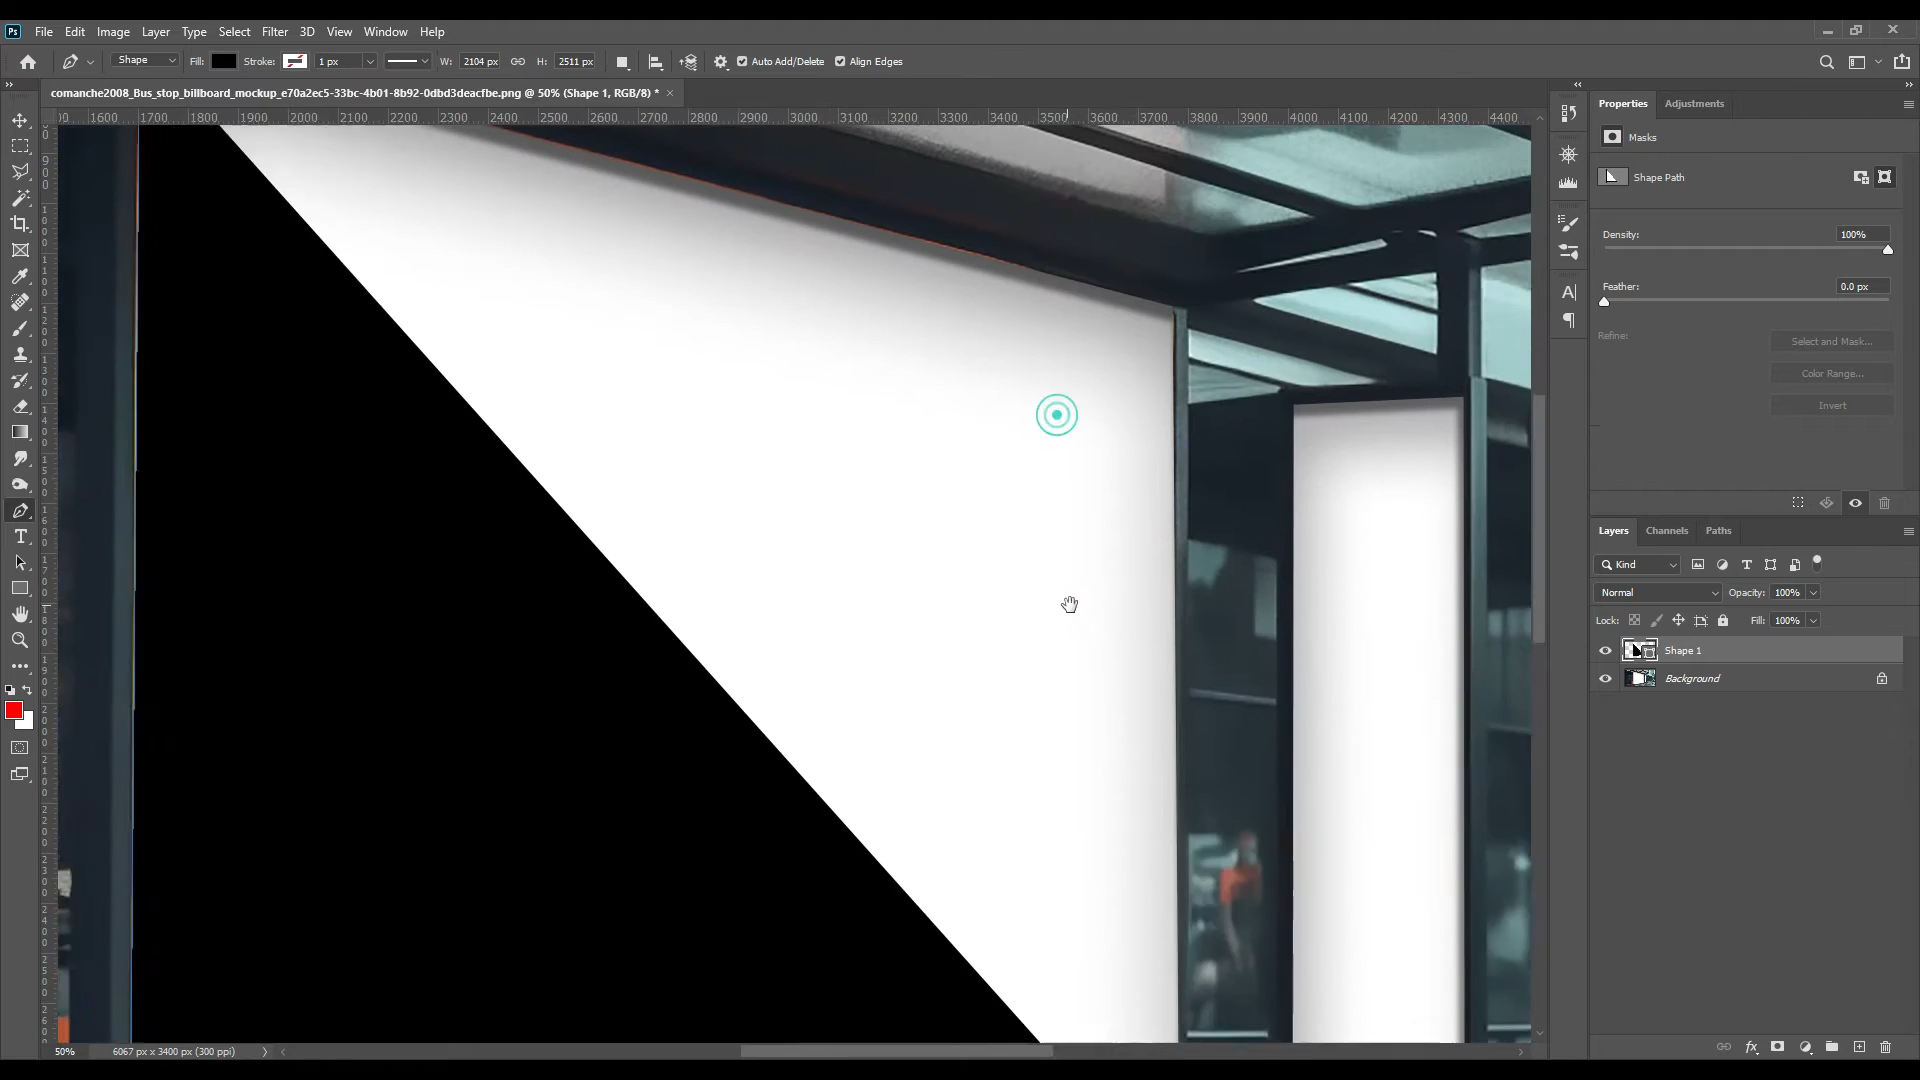 Ps File Edit Image Layer Type Select Filter 3D View Window Help
Shape Fill: Stroke: 1 px W: 2104 px H: 2511 px Auto Add/Delete Align Edges
comanche2008_Bus_stop_billboard_mockup_e70a2ec5-33bc-4b01-8b92-0dbd3deacfbe.png @ 50% (Shape 1, RGB/8) * ×
1600 1700 1800 1900 2000 2100 2200 2300 2400 2500 2600 2700 2800 2900 3000 3100 3200 3300 3400 3500 3600 3700 3800 3900 4000 4100 4200 4300 4400
Properties Adjustments
Masks
Shape Path
Density: 100%
Feather: 0.0 px
Refine: Select and Mask...
Color Range...
Invert
Layers Channels Paths
Kind
Normal Opacity: 100%
Lock: Fill: 100%
Shape 1
Background
50% 6067 px x 3400 px (300 ppi)